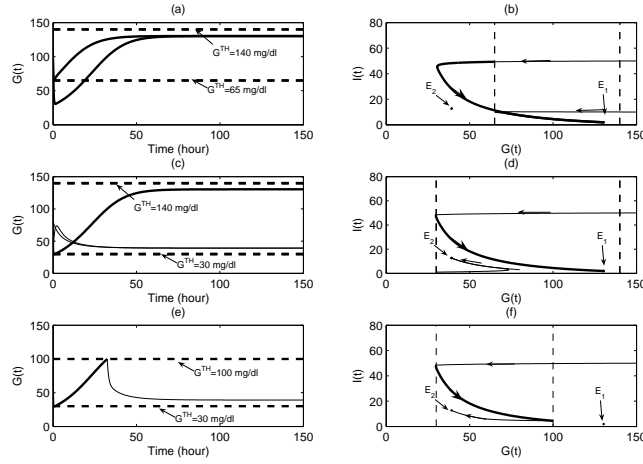 (a)
150
100
50
0
G(t)
0 50 100 150
Time (hour)
G^TH=140 mg/dl
G^TH=65 mg/dl
(b)
80
60
40
20
0
I(t)
0 50 100 150
G(t)
E_2
E_1
(c)
150
100
50
0
G(t)
0 50 100 150
Time (hour)
G^TH=140 mg/dl
G^TH=30 mg/dl
(d)
80
60
40
20
0
I(t)
0 50 100 150
G(t)
E_2
E_1
(e)
150
100
50
0
G(t)
0 50 100 150
Time (hour)
G^TH=100 mg/dl
G^TH=30 mg/dl
(f)
80
60
40
20
0
I(t)
0 50 100 150
G(t)
E_2
E_1